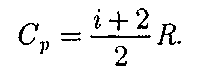 $C_p = \frac{i+2}{2} R.$